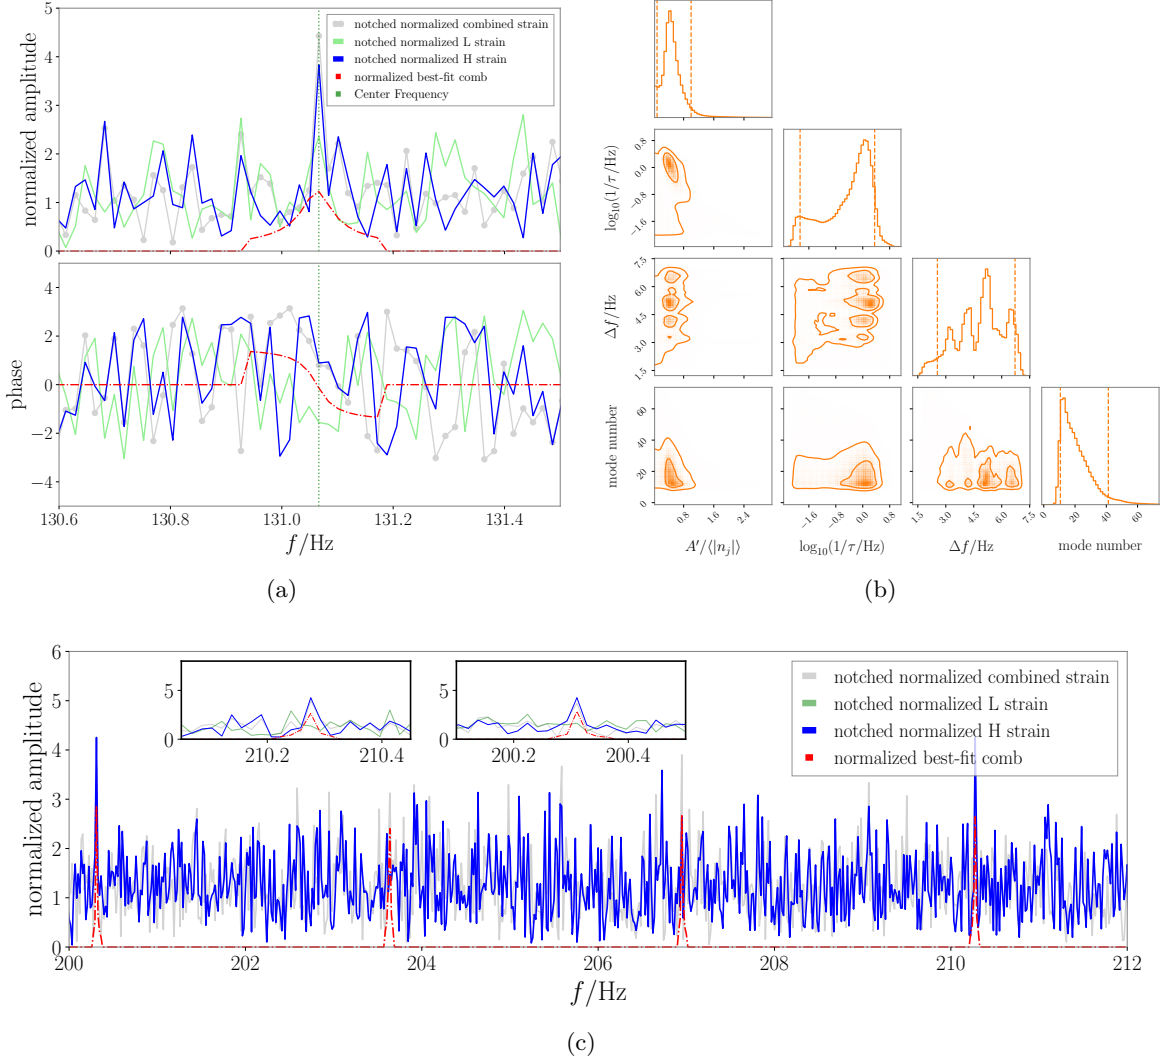 normalized amplitude
5
4
3
2
1
0
notched normalized combined strain
notched normalized L strain
notched normalized H strain
normalized best-fit comb
Center Frequency
phase
4
2
0
−2
−4
130.6 130.8 131.0 131.2 131.4
f/Hz
(a)
log10(1/τ/Hz)
0.8
0.0
−0.8
−1.6
Δf/Hz
7.5
6.0
4.5
3.0
1.5
mode number
60
40
20
0
0.8 1.6 2.4
A′/⟨|nj|⟩
−1.6 −0.8 0.0 0.8
log10(1/τ/Hz)
1.5 3.0 4.5 6.0 7.5
Δf/Hz
0 20 40 60
mode number
(b)
normalized amplitude
6
5
4
3
2
1
0
5
0
210.2 210.4
5
0
200.2 200.4
notched normalized combined strain
notched normalized L strain
notched normalized H strain
normalized best-fit comb
200 202 204 206 208 210 212
f/Hz
(c)